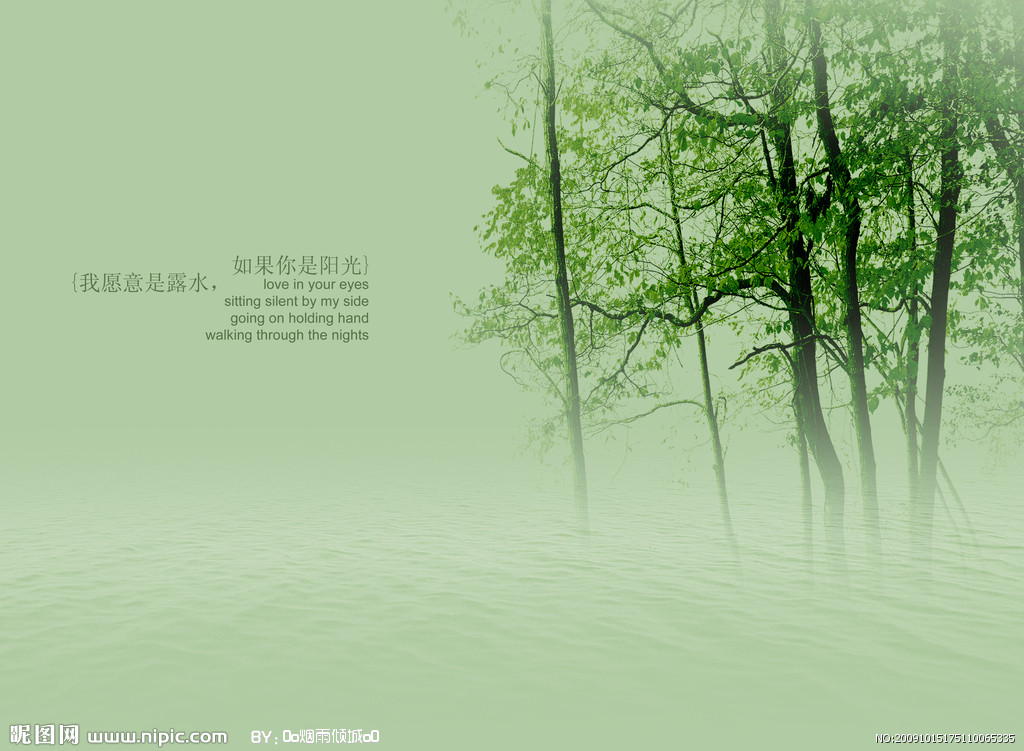 如果你是阳光}
{我愿意是露水，
love in your eyes
sitting silent by my side
going on holding hand
walking through the nights
昵图网 www.nipic.com
BY：0o烟雨倾城o0
NO:20091015175110065335